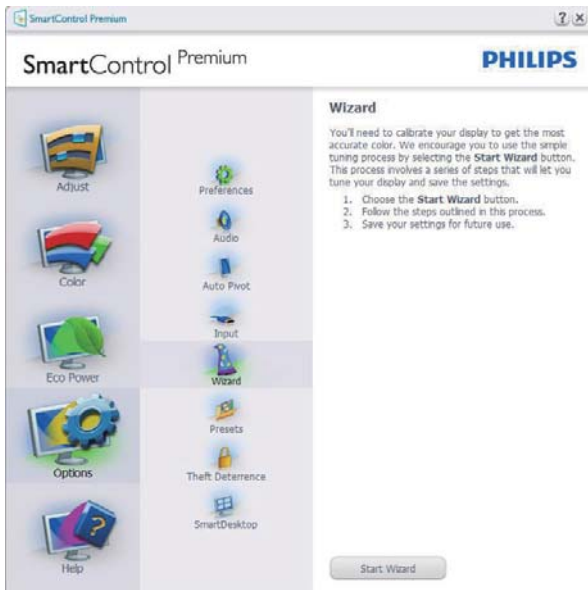 SmartControl Premium
SmartControl Premium
PHILIPS
Adjust
Color
Eco Power
Options
Help
Preferences
Audio
Auto Pivot
Input
Wizard
Presets
Theft Deterrence
SmartDesktop
Wizard
You'll need to calibrate your display to get the most
accurate color. We encourage you to use the simple
tuning process by selecting the Start Wizard button.
This process involves a series of steps that will let you
tune your display and save the settings.
1. Choose the Start Wizard button.
2. Follow the steps outlined in this process.
3. Save your settings for future use.
Start Wizard